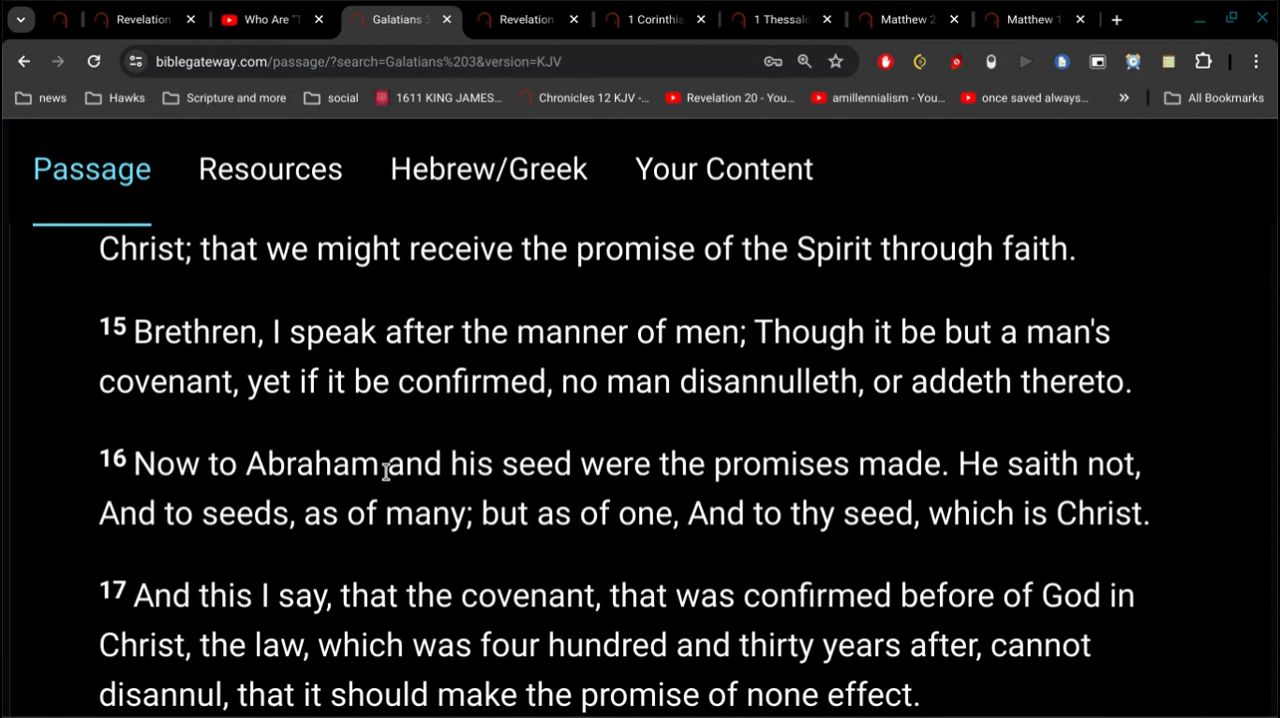 Revelation Who Are "T Galatians 3 Revelation 1 Corinthia 1 Thessalo Matthew 2 Matthew 1
biblegateway.com/passage/?search=Galatians%203&version=KJV
news Hawks Scripture and more social 1611 KING JAMES... Chronicles 12 KJV -... Revelation 20 - You... amillennialism - You... once saved always... » All Bookmarks
Passage Resources Hebrew/Greek Your Content
Christ; that we might receive the promise of the Spirit through faith.
15 Brethren, I speak after the manner of men; Though it be but a man's
covenant, yet if it be confirmed, no man disannulleth, or addeth thereto.
16 Now to Abraham and his seed were the promises made. He saith not,
And to seeds, as of many; but as of one, And to thy seed, which is Christ.
17 And this I say, that the covenant, that was confirmed before of God in
Christ, the law, which was four hundred and thirty years after, cannot
disannul, that it should make the promise of none effect.